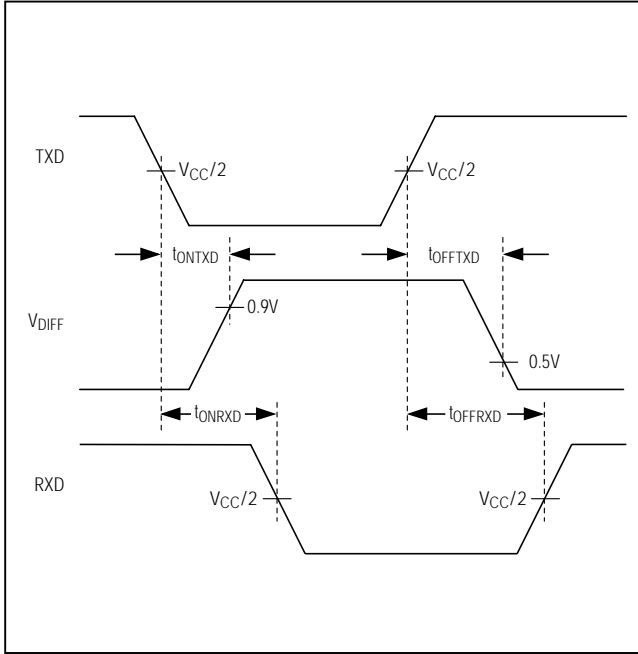 TXD
VCC/2
VCC/2
tONTXD
tOFFTXD
VDIFF
0.9V
0.5V
tONRXD
tOFFRXD
RXD
VCC/2
VCC/2